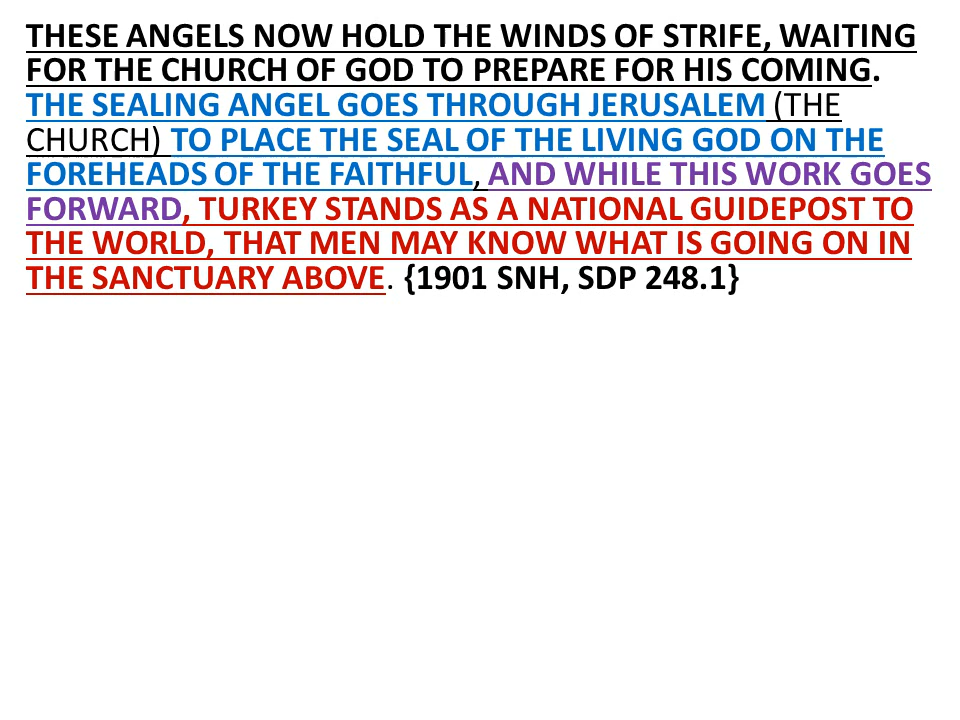 THESE ANGELS NOW HOLD THE WINDS OF STRIFE, WAITING
FOR THE CHURCH OF GOD TO PREPARE FOR HIS COMING.
THE SEALING ANGEL GOES THROUGH JERUSALEM (THE
CHURCH) TO PLACE THE SEAL OF THE LIVING GOD ON THE
FOREHEADS OF THE FAITHFUL, AND WHILE THIS WORK GOES
FORWARD, TURKEY STANDS AS A NATIONAL GUIDEPOST TO
THE WORLD, THAT MEN MAY KNOW WHAT IS GOING ON IN
THE SANCTUARY ABOVE. {1901 SNH, SDP 248.1}